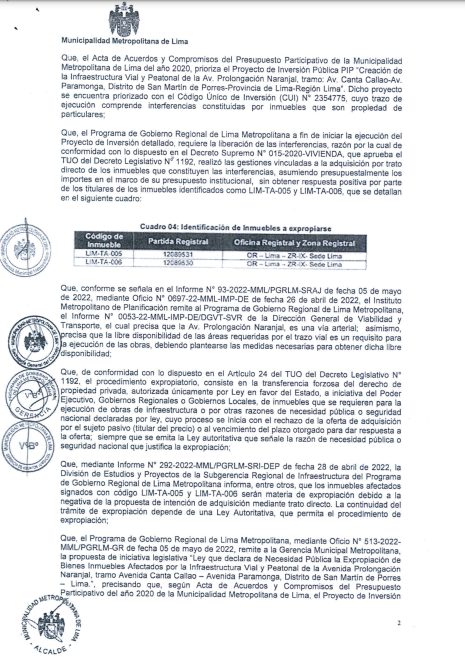 Municipalidad Metropolitana de Lima
Que, el Acta de Acuerdos y Compromisos del Presupuesto Participativo de la Municipalidad
Metropolitana de Lima del año 2020, prioriza el Proyecto de Inversión Pública PIP "Creación de
la Infraestructura Vial y Peatonal de la Av. Prolongación Naranjal, tramo: Av. Canta Callao-Av.
Paramonga, Distrito de San Martín de Porres-Provincia de Lima-Región Lima". Dicho proyecto
se encuentra priorizado con el Código Único de Inversión (CUI) N° 2354775, cuyo trazo de
ejecución comprende interferencias constituidas por inmuebles que son propiedad de
particulares;
Que, el Programa de Gobierno Regional de Lima Metropolitana a fin de iniciar la ejecución del
Proyecto de Inversión detallado, requiere la liberación de las interferencias, razón por la cual de
conformidad con lo dispuesto en el Decreto Supremo N° 015-2020-VIVIENDA, que aprueba el
TUO del Decreto Legislativo N° 1192, realizó las gestiones vinculadas a la adquisición por trato
directo de los inmuebles que constituyen las interferencias, asumiendo presupuestalmente los
importes en el marco de su presupuesto institucional, sin obtener respuesta positiva por parte
de los titulares de los inmuebles identificados como LIM-TA-005 y LIM-TA-006, que se detallan
en el siguiente cuadro:
Cuadro 04: Identificación de Inmuebles a expropiarse
Código de Inmueble Partida Registral Oficina Registral y Zona Registral
LIM-TA-005 12089531 OR – Lima – ZR-IX- Sede Lima
LIM-TA-006 12089530 OR – Lima – ZR-IX- Sede Lima
Que, conforme se señala en el Informe N° 93-2022-MML/PGRLM-SRAJ de fecha 05 de mayo
de 2022, mediante Oficio N° 0697-22-MML-IMP-DE de fecha 26 de abril de 2022, el Instituto
Metropolitano de Planificación remite al Programa de Gobierno Regional de Lima Metropolitana,
el Informe N° 0053-22-MML-IMP-DE/DGVT-SVR de la Dirección General de Viabilidad y
Transporte, el cual precisa que la Av. Prolongación Naranjal, es una vía arterial; asimismo,
precisa que la libre disponibilidad de las áreas requeridas por el trazo vial es un requisito para
la ejecución de las obras, debiendo plantearse las medidas necesarias para obtener dicha libre
disponibilidad;
Que, de conformidad con lo dispuesto en el Artículo 24 del TUO del Decreto Legislativo N°
1192, el procedimiento expropiatorio, consiste en la transferencia forzosa del derecho de
propiedad privada, autorizada únicamente por Ley en favor del Estado, a iniciativa del Poder
Ejecutivo, Gobiernos Regionales o Gobiernos Locales, de inmuebles que se requieren para la
ejecución de obras de infraestructura o por otras razones de necesidad pública o seguridad
nacional declaradas por ley, cuyo proceso se inicia con el rechazo de la oferta de adquisición
por el sujeto pasivo (titular del precio) o al vencimiento del plazo otorgado para dar respuesta a
la oferta; siempre que se emita la Ley autoritativa que señale la razón de necesidad pública o
seguridad nacional que justifica la expropiación;
Que, mediante Informe N° 292-2022-MML/PGRLM-SRI-DEP de fecha 28 de abril de 2022, la
División de Estudios y Proyectos de la Subgerencia Regional de Infraestructura del Programa
de Gobierno Regional de Lima Metropolitana informa, entre otros, que los inmuebles afectados
signados con código LIM-TA-005 y LIM-TA-006 serán materia de expropiación debido a la
negativa de la propuesta de intención de adquisición mediante trato directo. La continuidad del
trámite de expropiación depende de una Ley Autoritativa, que permita el procedimiento de
expropiación;
Que, el Programa de Gobierno Regional de Lima Metropolitana, mediante Oficio N° 513-2022-
MML/PGRLM-GR de fecha 05 de mayo de 2022, remite a la Gerencia Municipal Metropolitana,
la propuesta de iniciativa legislativa "Ley que declara de Necesidad Pública la Expropiación de
Bienes Inmuebles Afectados por la Infraestructura Vial y Peatonal de la Avenida Prolongación
Naranjal, tramo Avenida Canta Callao – Avenida Paramonga, Distrito de San Martín de Porres
– Lima.", precisando que, según Acta de Acuerdos y Compromisos del Presupuesto
Participativo del año 2020 de la Municipalidad Metropolitana de Lima, el Proyecto de Inversión
MUNICIPALIDAD METROPOLITANA DE LIMA
ALCALDE
GERENCIA
V°B°
V°B°
2